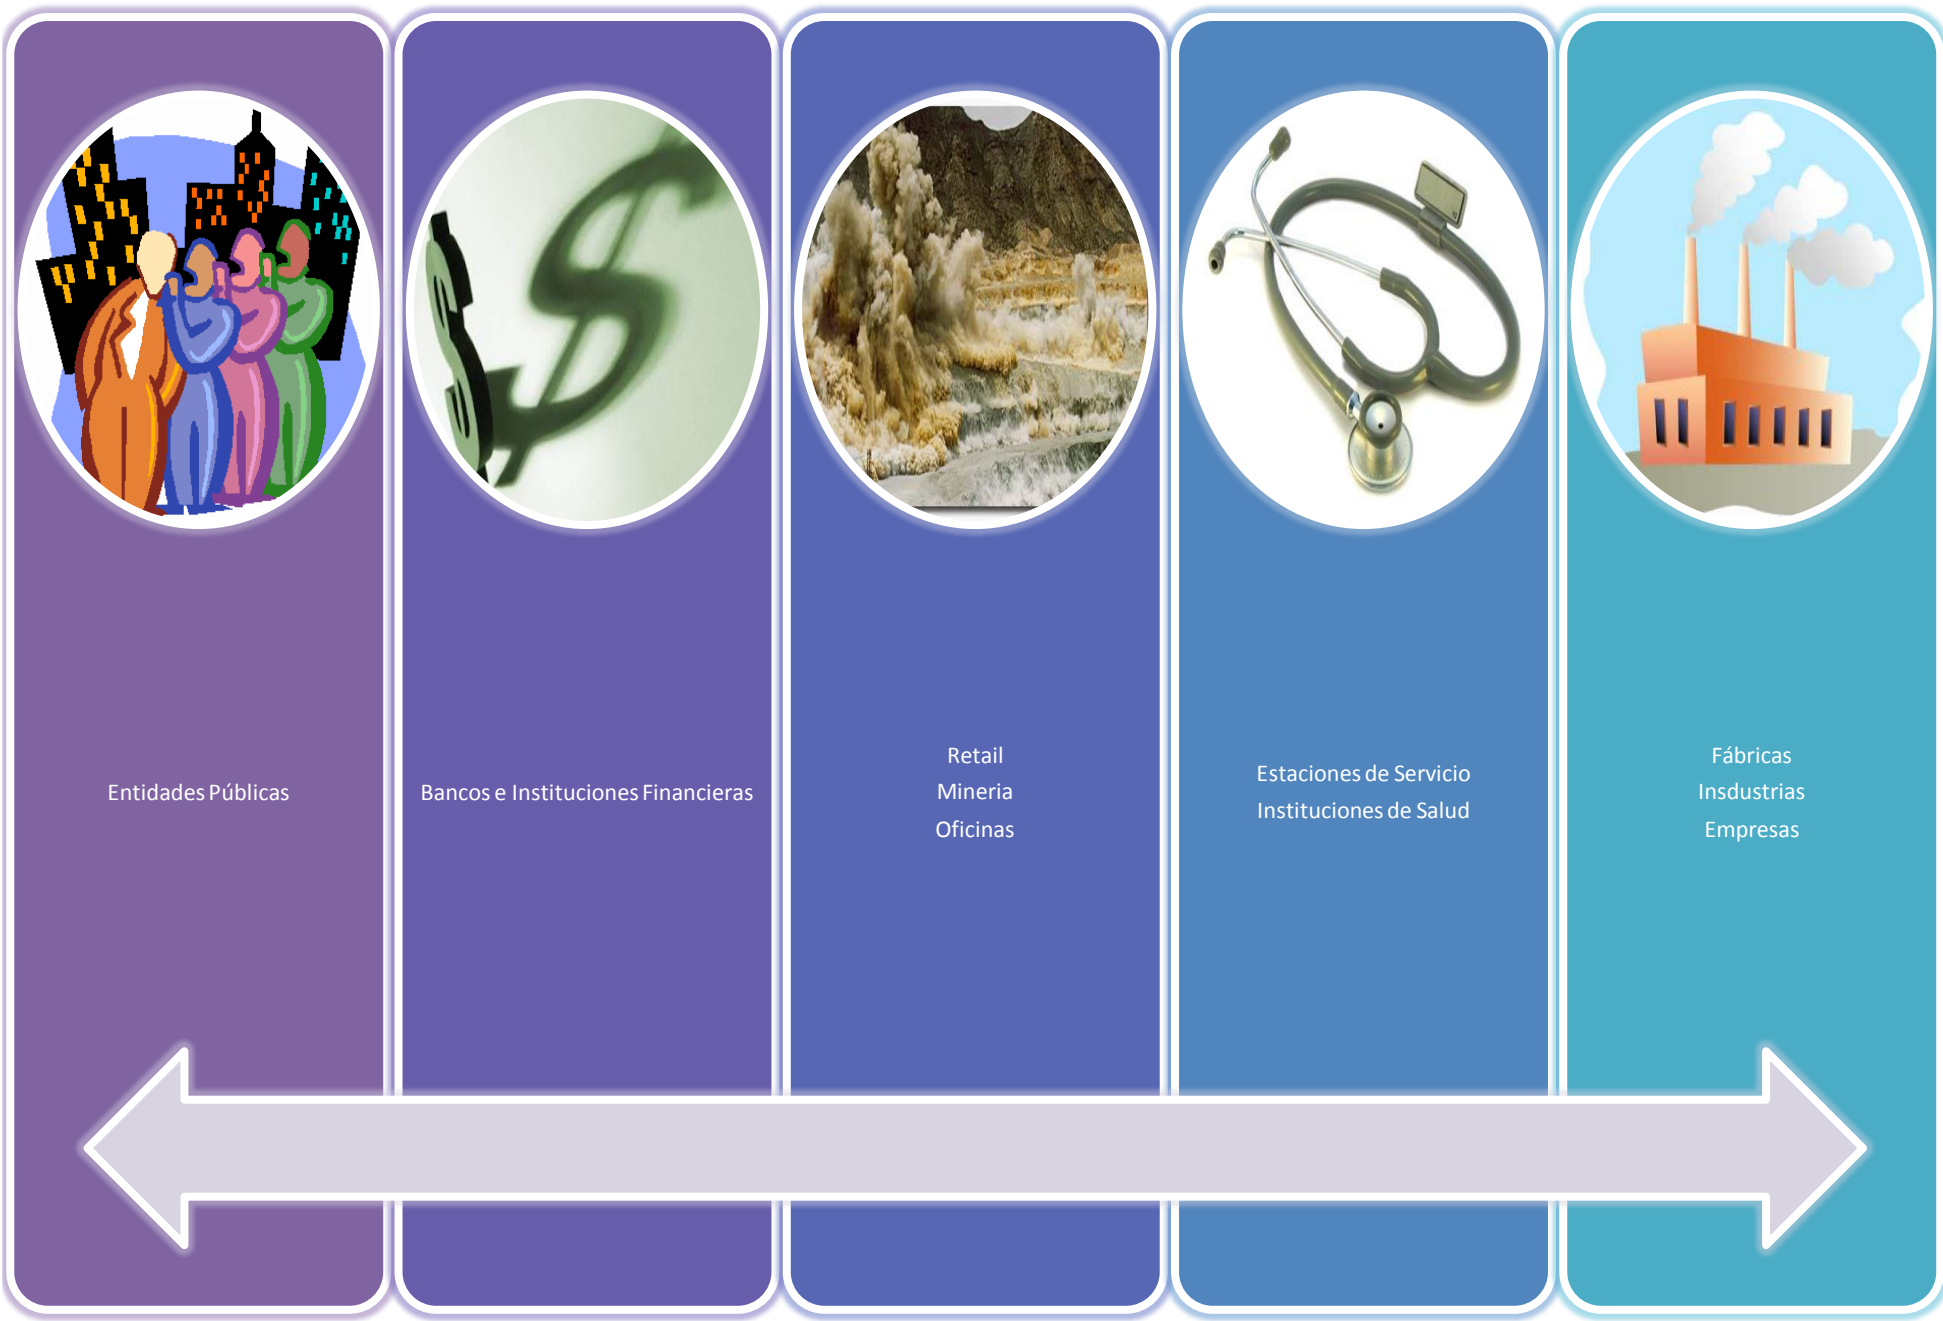 Entidades Públicas
Bancos e Instituciones Financieras
Retail
Mineria
Oficinas
Estaciones de Servicio
Instituciones de Salud
Fábricas
Insdustrias
Empresas